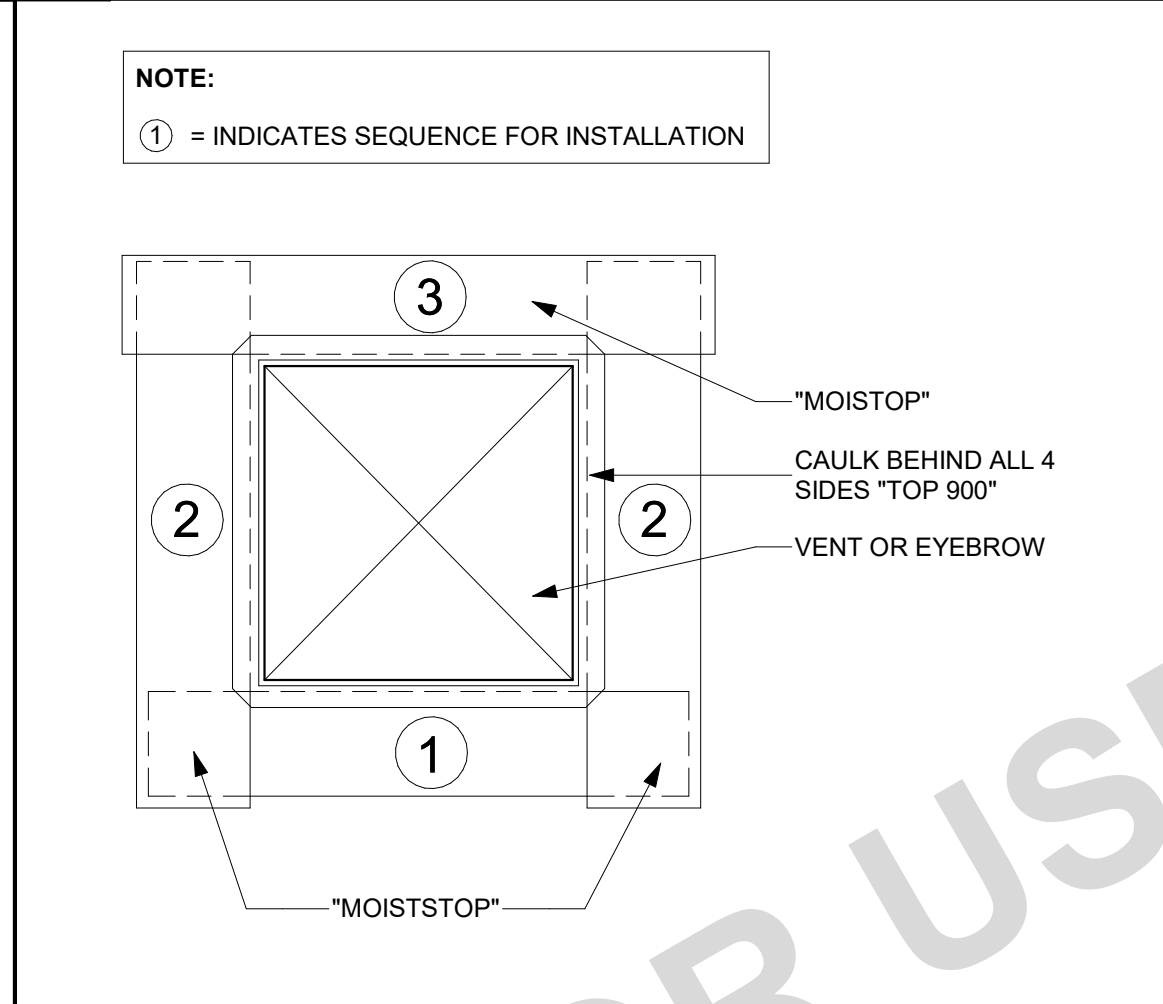 NOTE:
1 = INDICATES SEQUENCE FOR INSTALLATION
3
"MOISTOP"
CAULK BEHIND ALL 4
SIDES "TOP 900"
2
2
VENT OR EYEBROW
1
"MOISTSTOP"